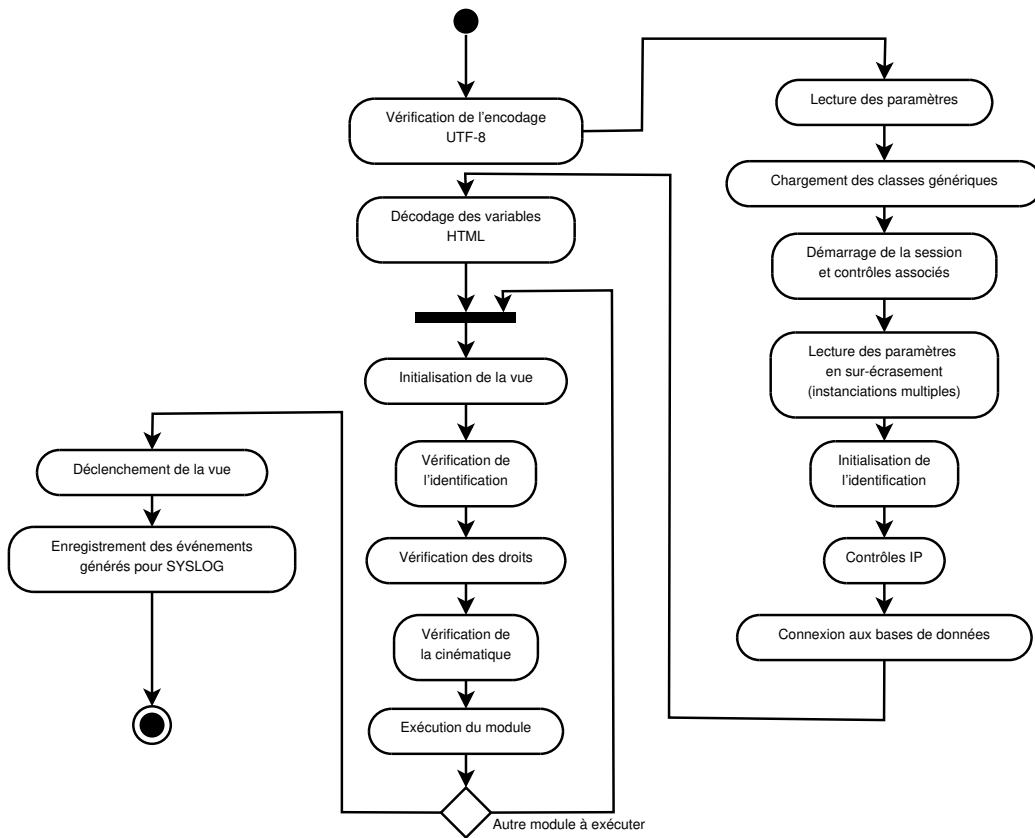 Vérification de l'encodage
UTF-8
Lecture des paramètres
Chargement des classes génériques
Démarrage de la session
et contrôles associés
Lecture des paramètres
en sur-écrasement
(instanciations multiples)
Initialisation de
l'identification
Contrôles IP
Connexion aux bases de données
Décodage des variables
HTML
Initialisation de la vue
Vérification de
l'identification
Vérification des droits
Vérification de
la cinématique
Exécution du module
Autre module à exécuter
Déclenchement de la vue
Enregistrement des événements
générés pour SYSLOG